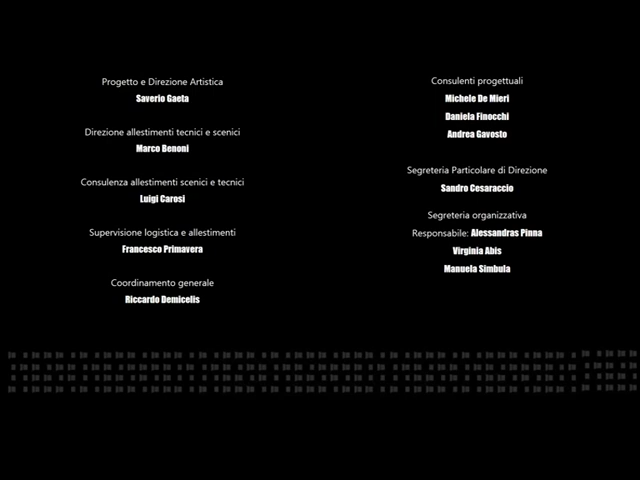 Progetto e Direzione Artistica
Saverio Gaeta
Direzione allestimenti tecnici e scenici
Marco Benoni
Consulenza allestimenti scenici e tecnici
Luigi Carosi
Supervisione logistica e allestimenti
Francesco Primavera
Coordinamento generale
Riccardo Demicelis
Consulenti progettuali
Michele De Mieri
Daniela Finocchi
Andrea Gavosto
Segreteria Particolare di Direzione
Sandro Cesaraccio
Segreteria organizzativa
Responsabile: Alessandras Pinna
Virginia Abis
Manuela Simbula